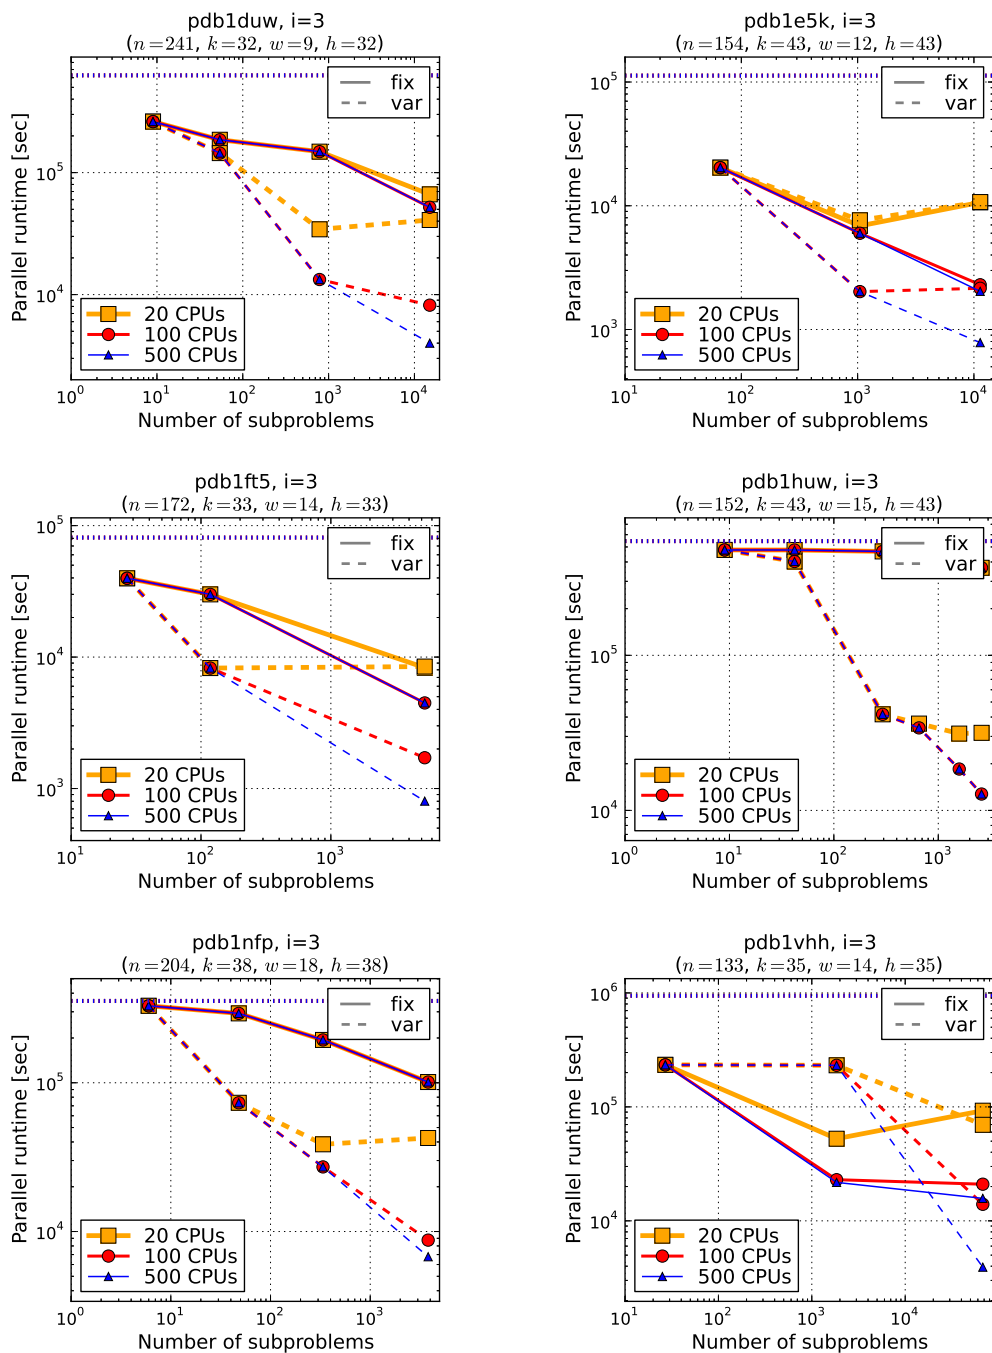 pdb1duw, i=3
(n=241, k=32, w=9, h=32)
Parallel runtime [sec]
10^5
10^4
fix
var
20 CPUs
100 CPUs
500 CPUs
10^0 10^1 10^2 10^3 10^4
Number of subproblems
pdb1e5k, i=3
(n=154, k=43, w=12, h=43)
Parallel runtime [sec]
10^5
10^4
10^3
fix
var
20 CPUs
100 CPUs
500 CPUs
10^1 10^2 10^3 10^4
Number of subproblems
pdb1ft5, i=3
(n=172, k=33, w=14, h=33)
Parallel runtime [sec]
10^5
10^4
10^3
fix
var
20 CPUs
100 CPUs
500 CPUs
10^1 10^2 10^3
Number of subproblems
pdb1huw, i=3
(n=152, k=43, w=15, h=43)
Parallel runtime [sec]
10^5
10^4
fix
var
20 CPUs
100 CPUs
500 CPUs
10^0 10^1 10^2 10^3
Number of subproblems
pdb1nfp, i=3
(n=204, k=38, w=18, h=38)
Parallel runtime [sec]
10^5
10^4
fix
var
20 CPUs
100 CPUs
500 CPUs
10^0 10^1 10^2 10^3
Number of subproblems
pdb1vhh, i=3
(n=133, k=35, w=14, h=35)
Parallel runtime [sec]
10^6
10^5
10^4
fix
var
20 CPUs
100 CPUs
500 CPUs
10^1 10^2 10^3 10^4
Number of subproblems